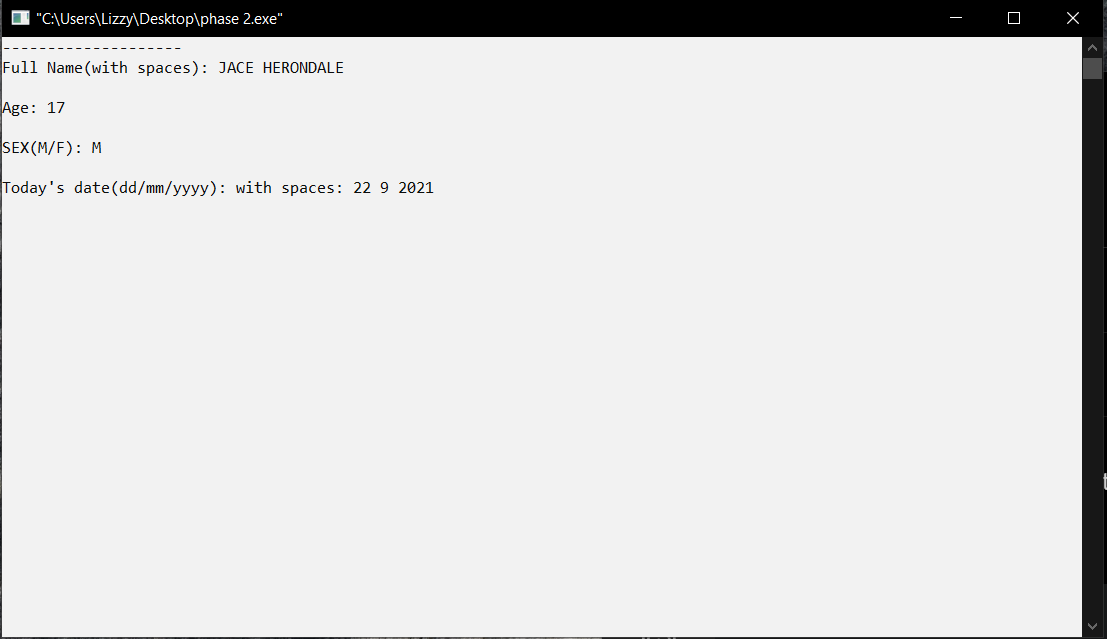 "C:\Users\Lizzy\Desktop\phase 2.exe"
--------------------
Full Name(with spaces): JACE HERONDALE
Age: 17
SEX(M/F): M
Today's date(dd/mm/yyyy): with spaces: 22 9 2021
t